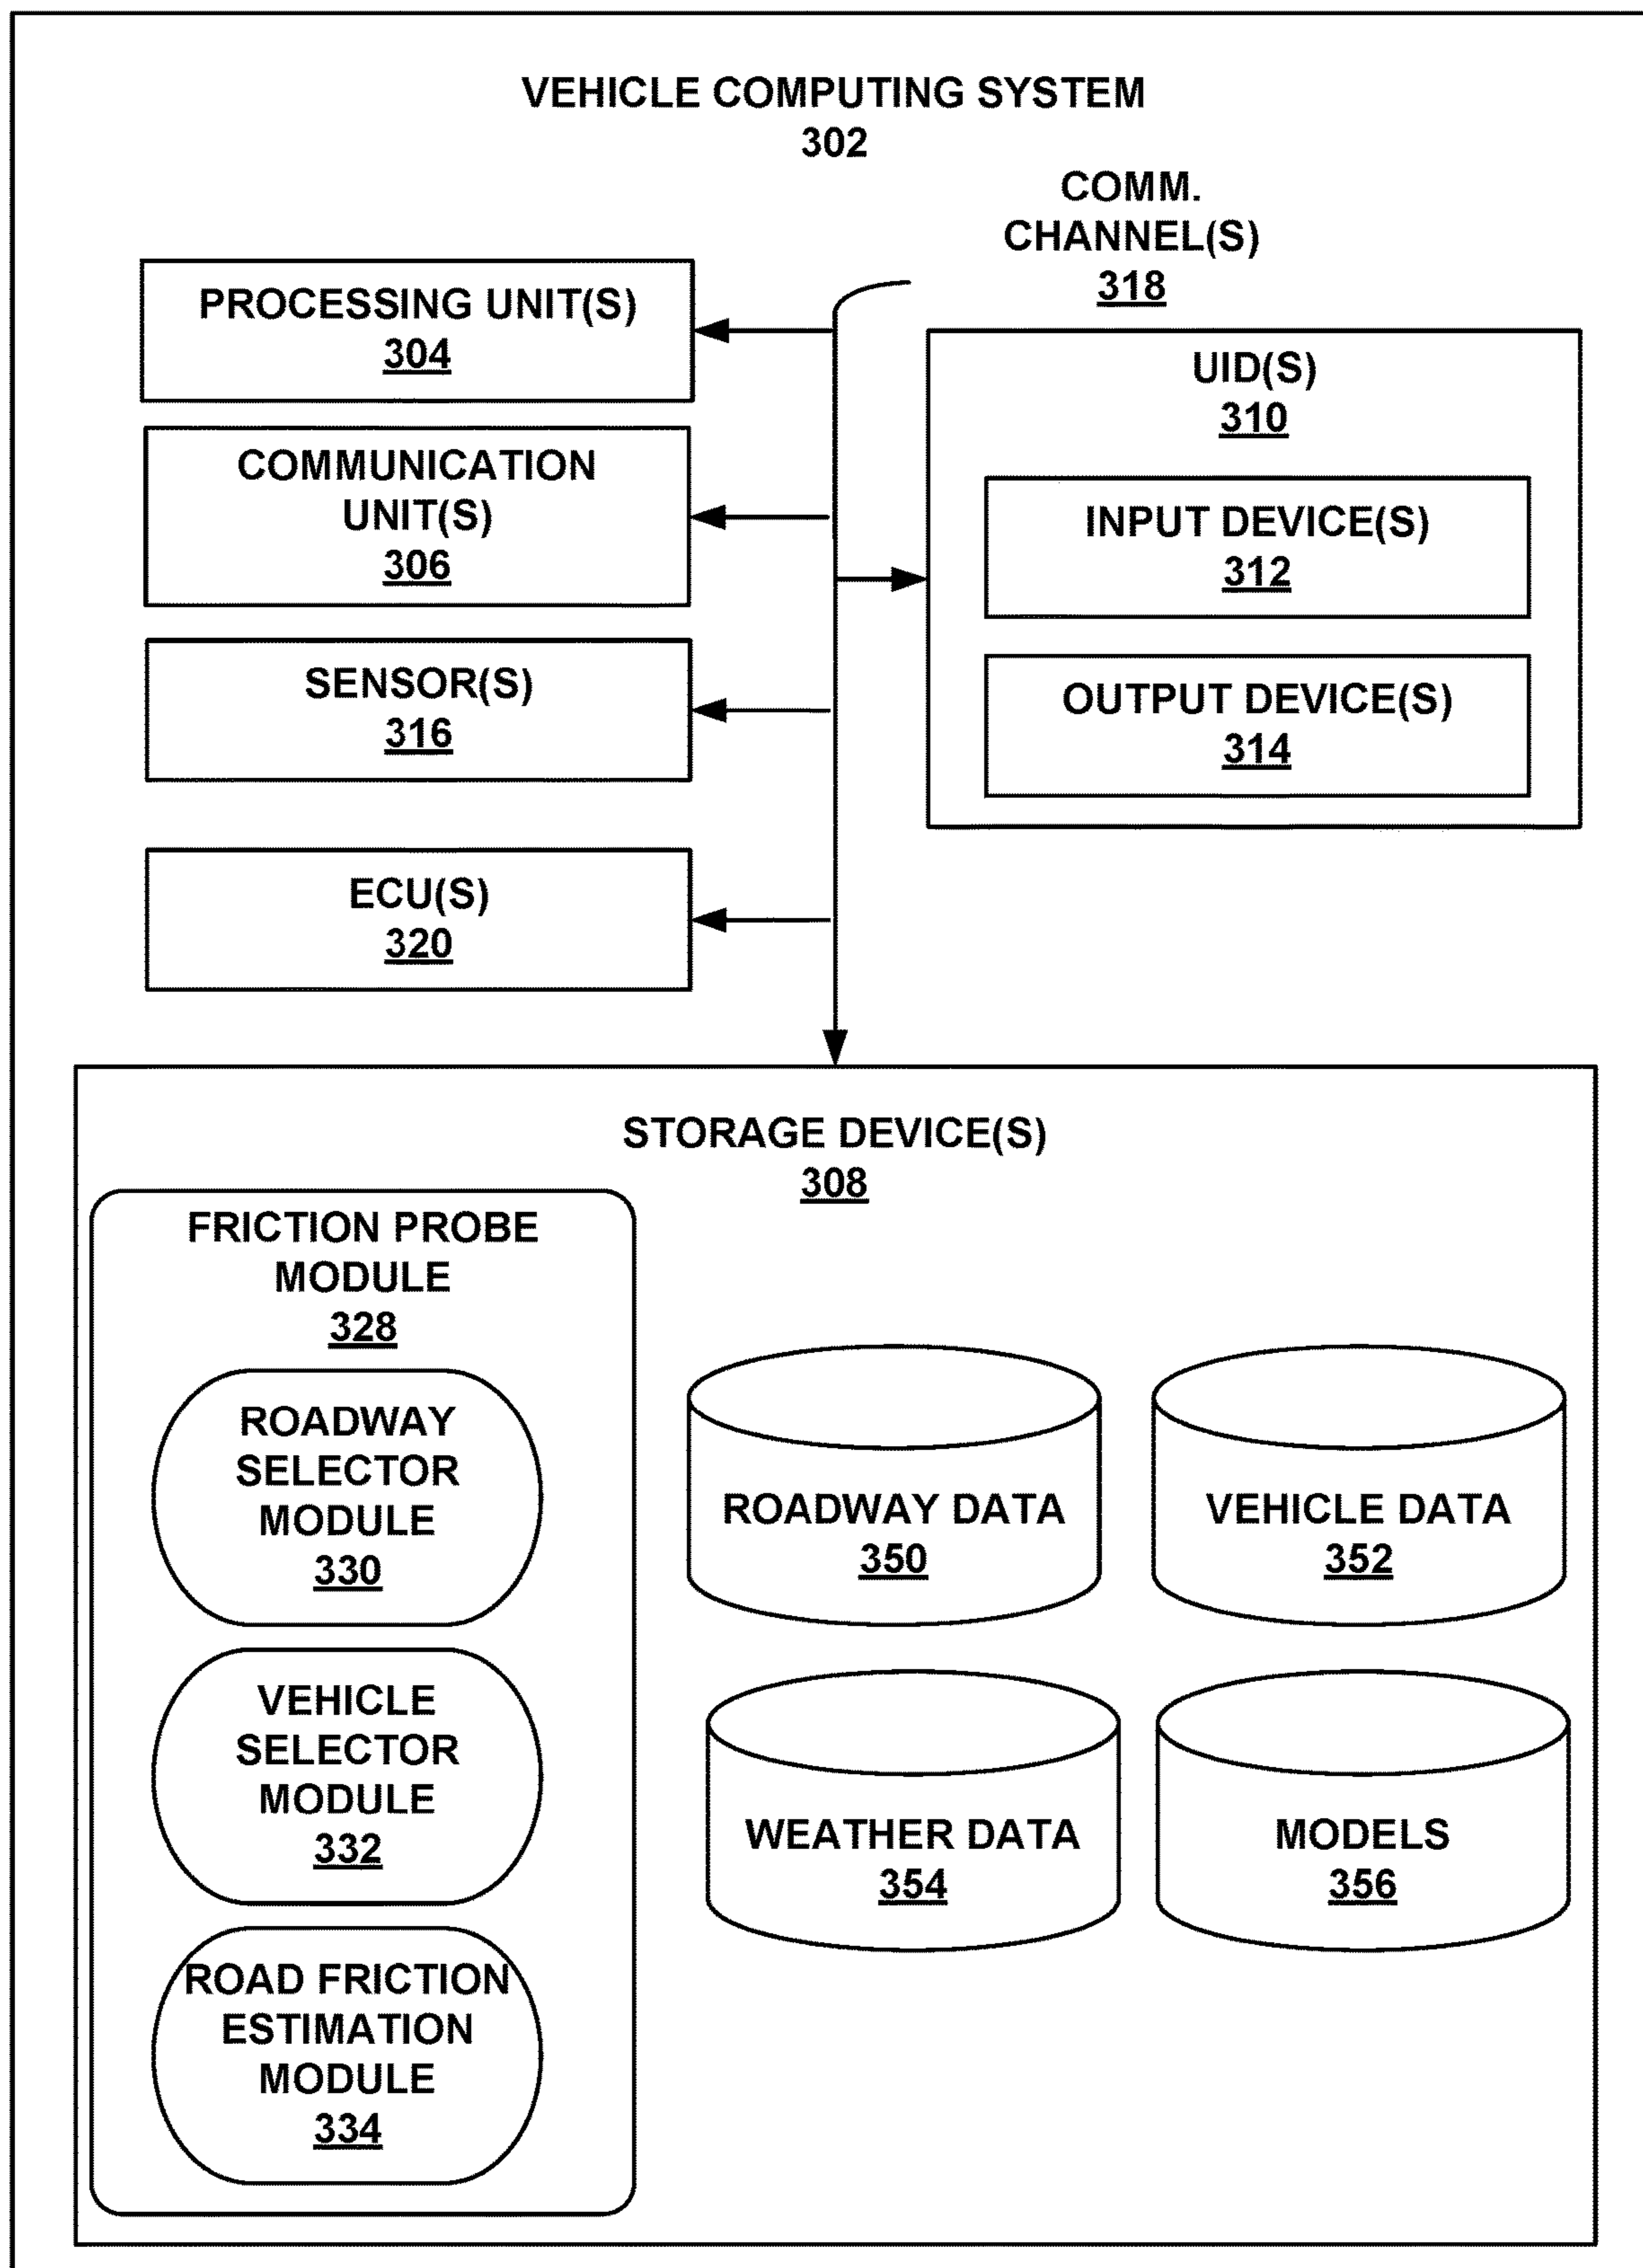 VEHICLE COMPUTING SYSTEM
302
COMM.
CHANNEL(S)
318
PROCESSING UNIT(S)
304
COMMUNICATION
UNIT(S)
306
SENSOR(S)
316
ECU(S)
320
UID(S)
310
INPUT DEVICE(S)
312
OUTPUT DEVICE(S)
314
STORAGE DEVICE(S)
308
FRICTION PROBE
MODULE
328
ROADWAY
SELECTOR
MODULE
330
VEHICLE
SELECTOR
MODULE
332
ROAD FRICTION
ESTIMATION
MODULE
334
ROADWAY DATA
350
VEHICLE DATA
352
WEATHER DATA
354
MODELS
356